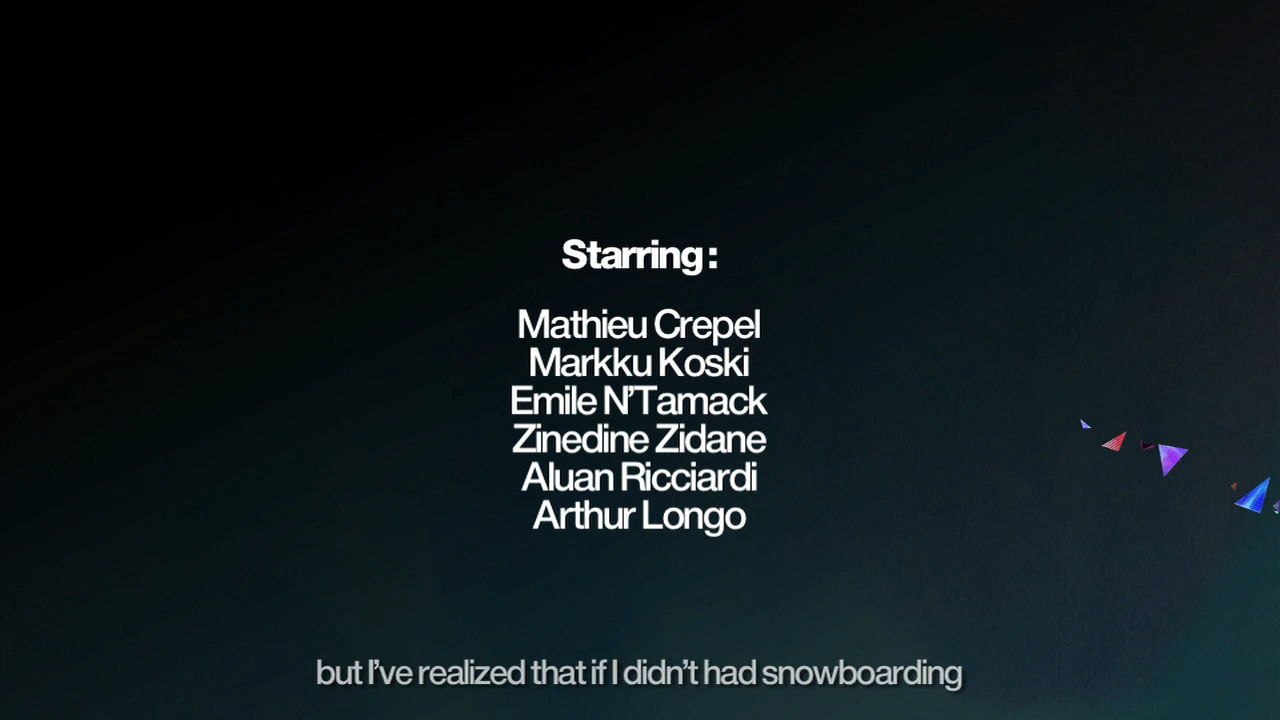 Starring :
Mathieu Crepel
Markku Koski
Emile N’Tamack
Zinedine Zidane
Aluan Ricciardi
Arthur Longo
but I’ve realized that if I didn’t had snowboarding